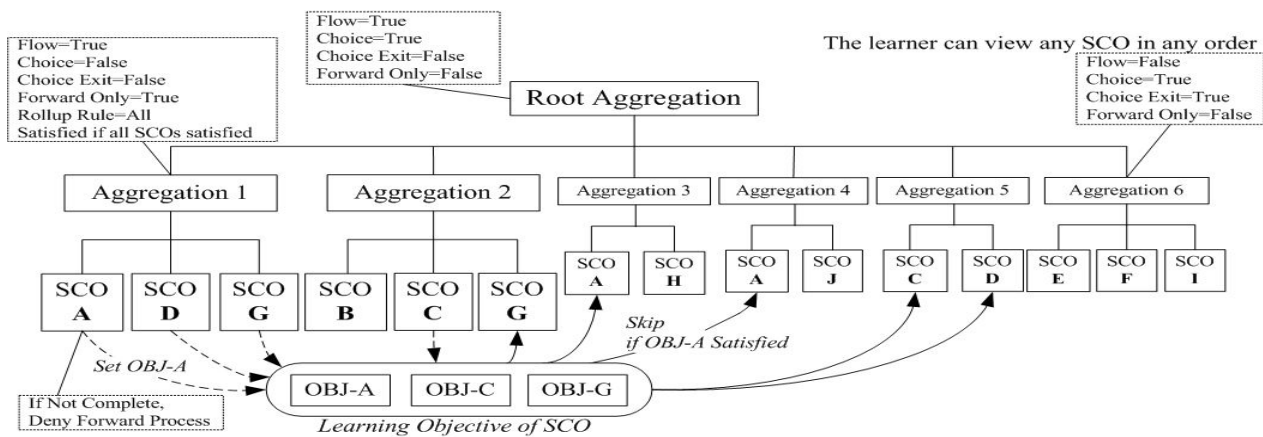 Flow=True
Choice=False
Choice Exit=False
Forward Only=True
Rollup Rule=All
Satisfied if all SCOs satisfied
Flow=True
Choice=True
Choice Exit=False
Forward Only=False
The learner can view any SCO in any order
Flow=False
Choice=True
Choice Exit=True
Forward Only=False
Root Aggregation
Aggregation 1
Aggregation 2
Aggregation 3
Aggregation 4
Aggregation 5
Aggregation 6
SCO
A
SCO
D
SCO
G
SCO
B
SCO
C
SCO
G
SCO
A
SCO
H
SCO
A
SCO
J
SCO
C
SCO
D
SCO
E
SCO
F
SCO
I
Set OBJ-A
Skip
if OBJ-A Satisfied
If Not Complete,
Deny Forward Process
OBJ-A
OBJ-C
OBJ-G
Learning Objective of SCO